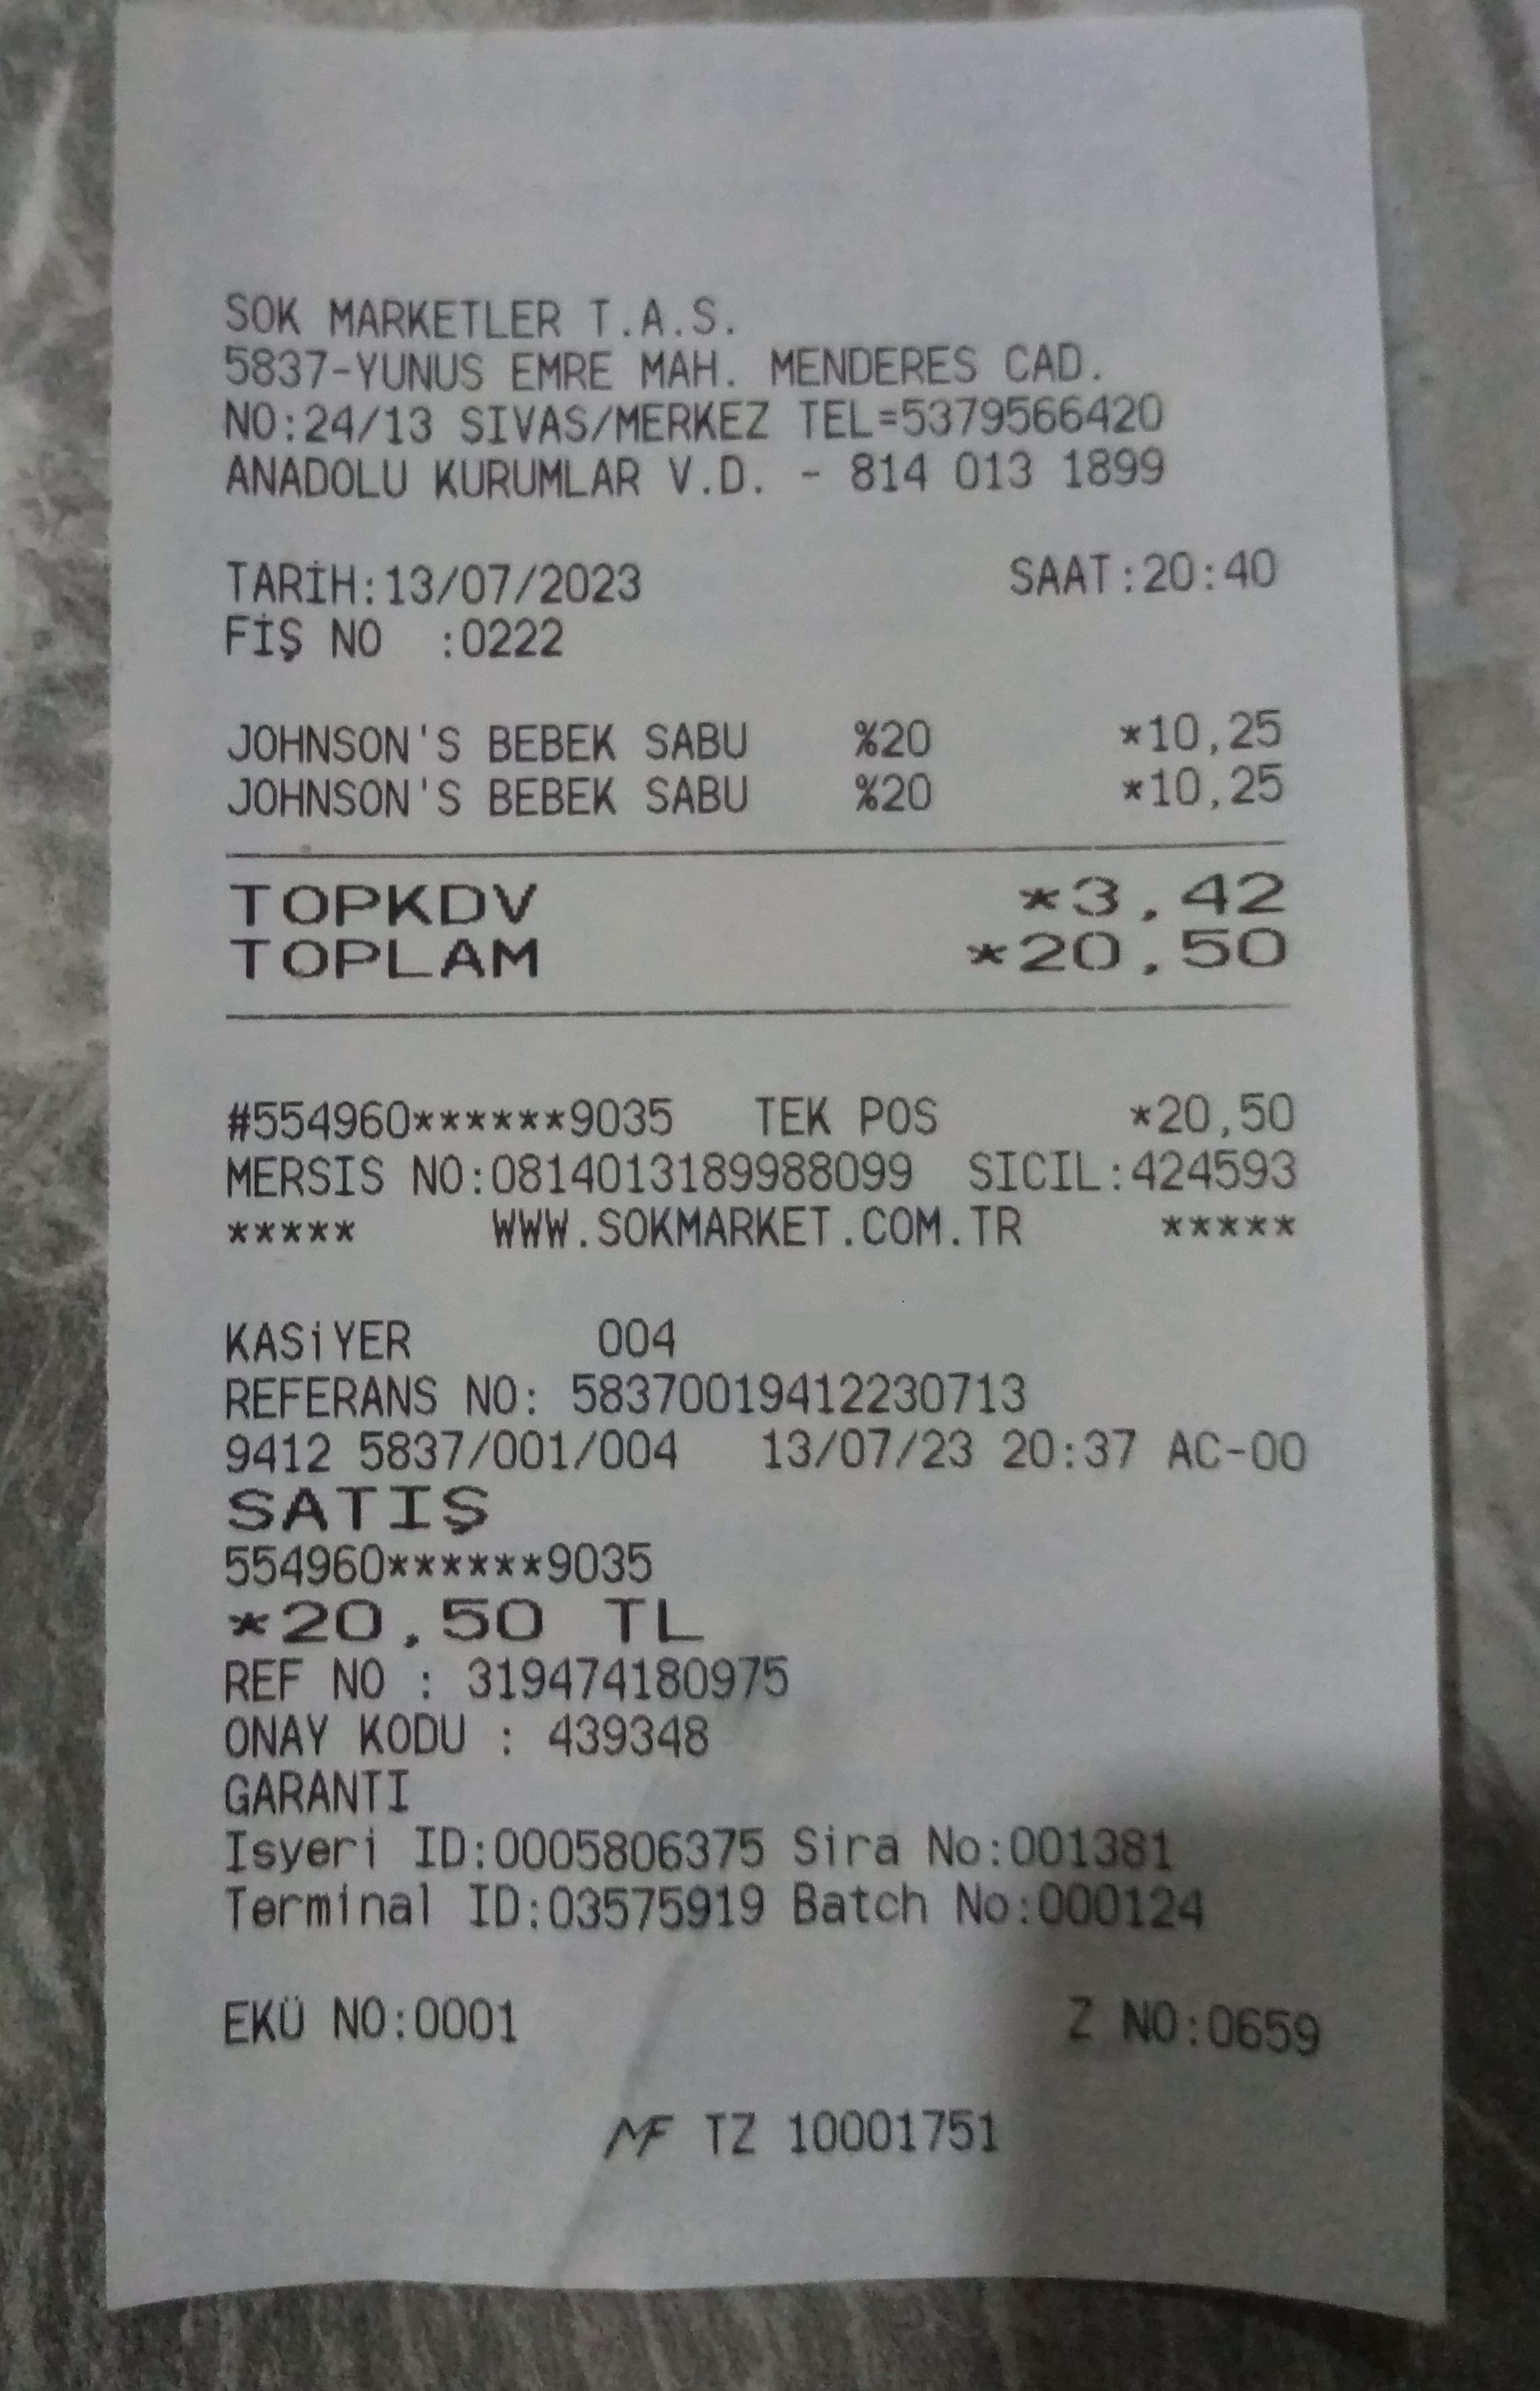 SOK MARKETLER T.A.S.
5837-YUNUS EMRE MAH. MENDERES CAD.
NO:24/13 SIVAS/MERKEZ TEL=5379566420
ANADOLU KURUMLAR V.D. - 814 013 1899
TARİH:13/07/2023 SAAT:20:40
FİŞ NO :0222
JOHNSON'S BEBEK SABU %20 *10,25
JOHNSON'S BEBEK SABU %20 *10,25
TOPKDV *3,42
TOPLAM *20,50
#554960******9035 TEK POS *20,50
MERSIS NO:0814013189988099 SICIL:424593
***** WWW.SOKMARKET.COM.TR *****
KASiYER 004
REFERANS NO: 58370019412230713
9412 5837/001/004 13/07/23 20:37 AC-00
SATIŞ
554960******9035
*20,50 TL
REF NO : 319474180975
ONAY KODU : 439348
GARANTI
Isyeri ID:0005806375 Sira No:001381
Terminal ID:03575919 Batch No:000124
EKÜ NO:0001 Z NO:0659
MF TZ 10001751